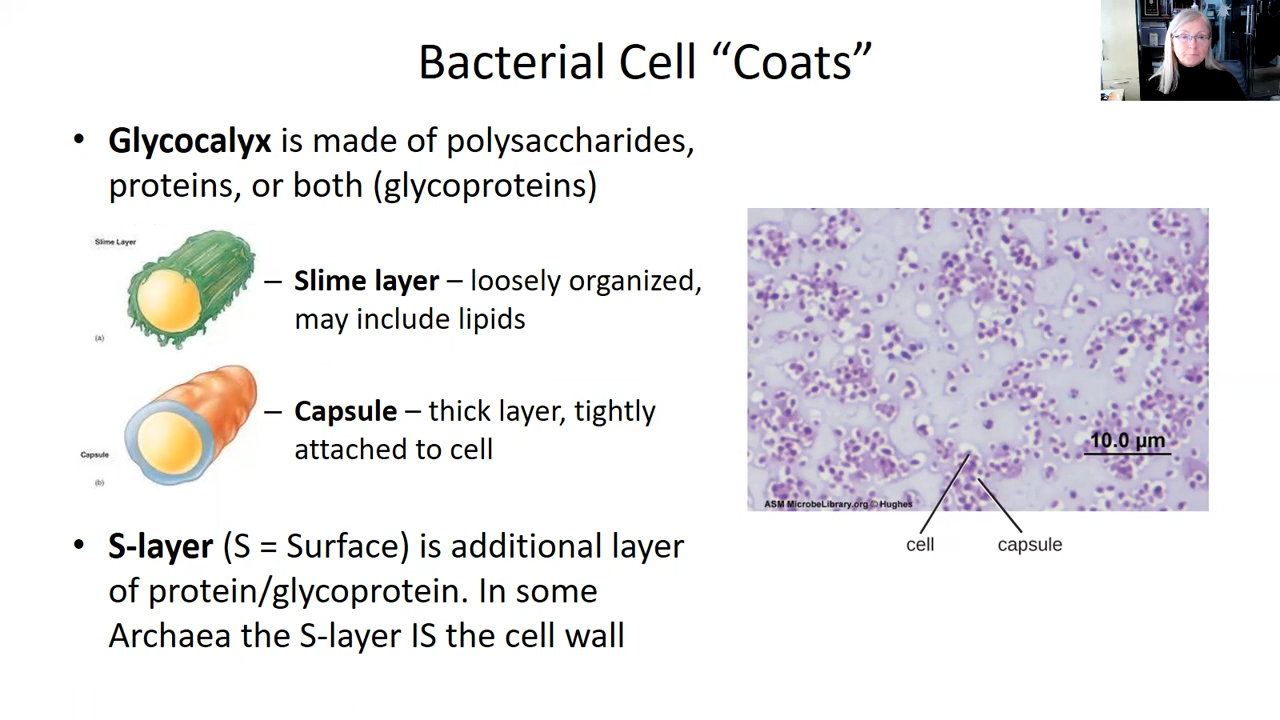 Bacterial Cell “Coats”
• Glycocalyx is made of polysaccharides,
proteins, or both (glycoproteins)
Slime Layer
(a)
– Slime layer – loosely organized,
may include lipids
Capsule
(b)
– Capsule – thick layer, tightly
attached to cell
• S-layer (S = Surface) is additional layer
of protein/glycoprotein. In some
Archaea the S-layer IS the cell wall
10.0 µm
ASM MicrobeLibrary.org © Hughes
cell
capsule